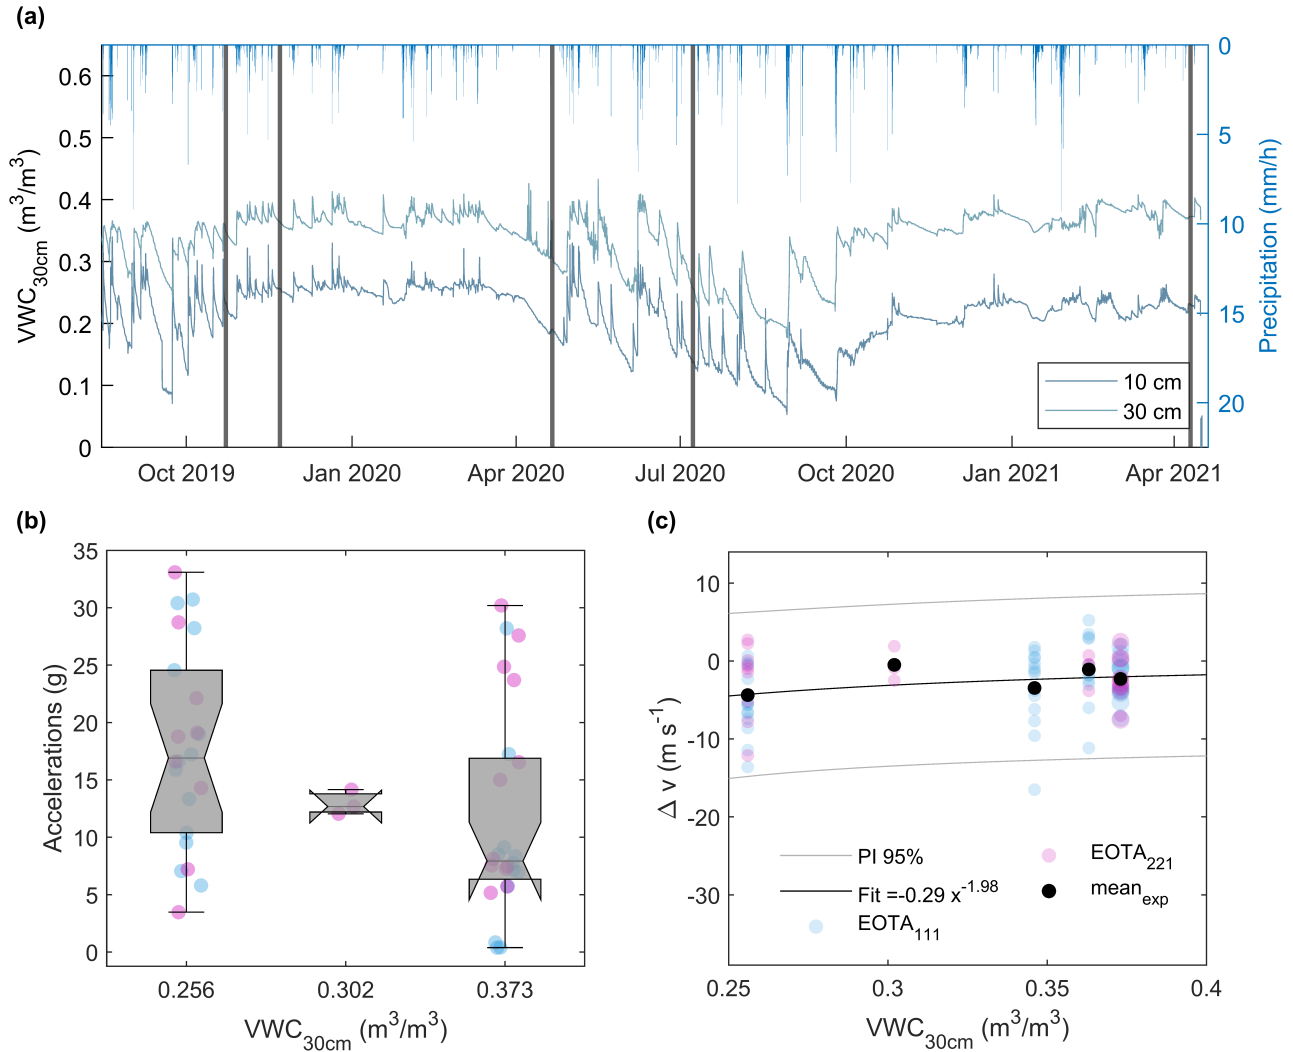 (a)
0.6
0.5
0.4
0.3
0.2
0.1
0
VWC30cm (m³/m³)
0
5
10
15
20
Precipitation (mm/h)
10 cm
30 cm
Oct 2019
Jan 2020
Apr 2020
Jul 2020
Oct 2020
Jan 2021
Apr 2021
(b)
35
30
25
20
15
10
5
0
Accelerations (g)
0.256
0.302
0.373
VWC30cm (m³/m³)
(c)
10
0
-10
-20
-30
Δ v (m s⁻¹)
PI 95%
Fit =-0.29 x^-1.98
EOTA111
EOTA221
meanexp
0.25
0.3
0.35
0.4
VWC30cm (m³/m³)